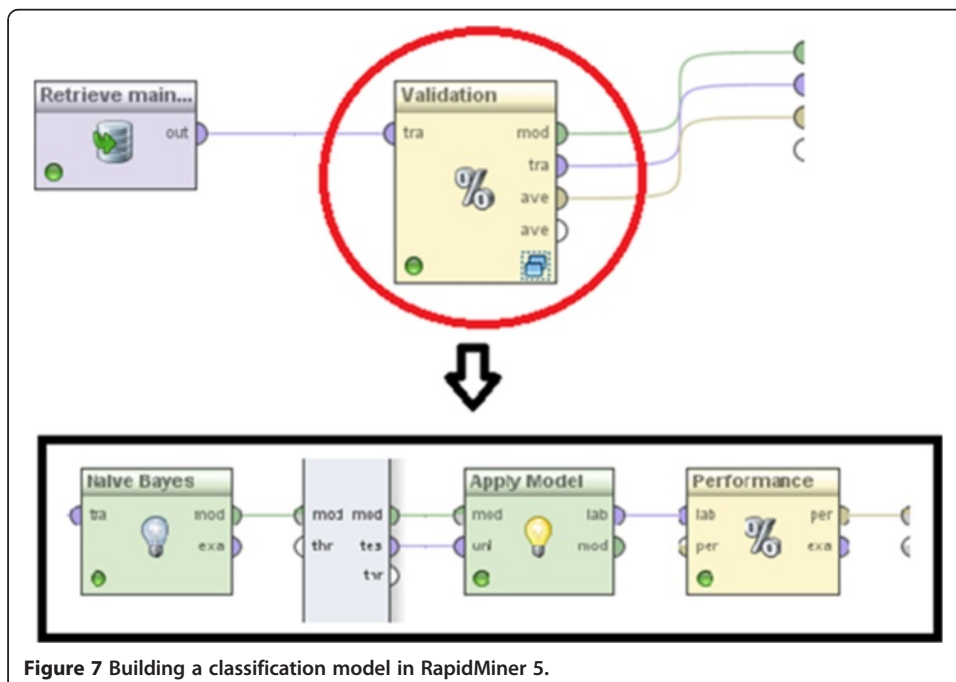 Retrieve main...
out
Validation
tra
mod
tra
ave
ave
%
Naive Bayes
tra
mod
exa
mod
thr
mod
tes
thr
Apply Model
mod
unl
lab
mod
Performance
lab
per
per
exa
%
Figure 7 Building a classification model in RapidMiner 5.